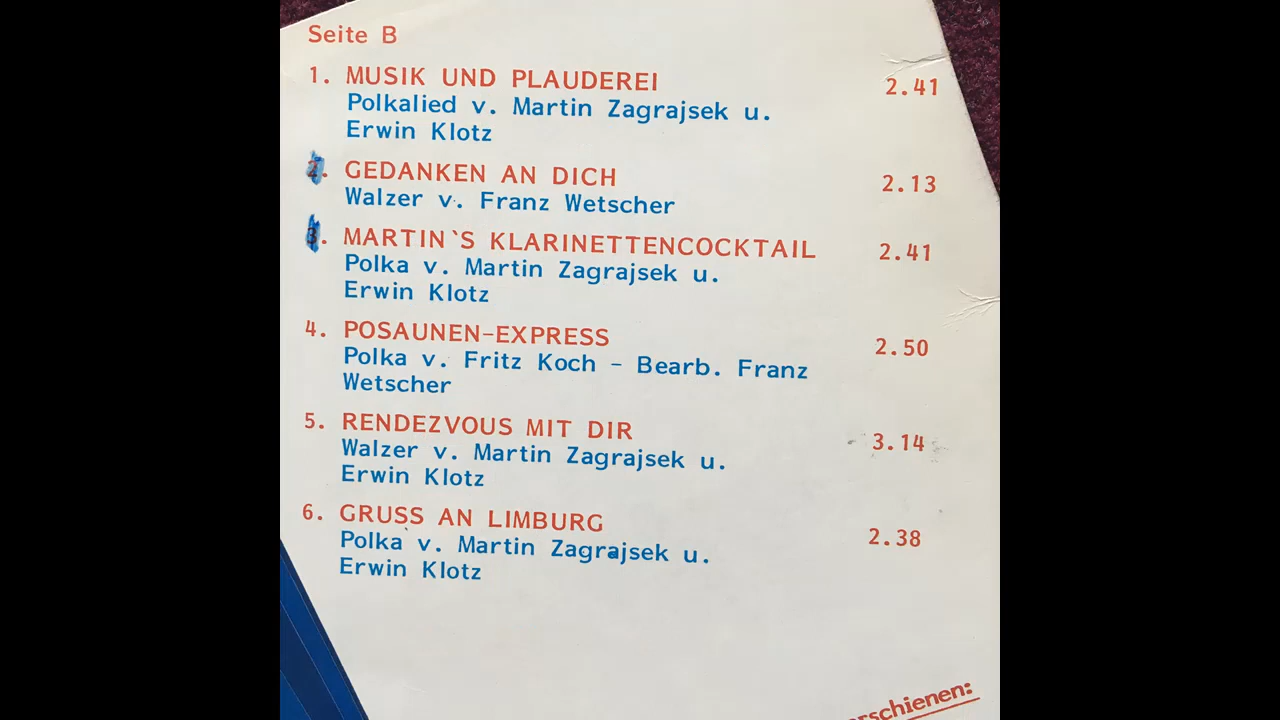 Seite B
1. MUSIK UND PLAUDEREI 2.41
Polkalied v. Martin Zagrajsek u.
Erwin Klotz
2. GEDANKEN AN DICH 2.13
Walzer v. Franz Wetscher
3. MARTIN`S KLARINETTENCOCKTAIL 2.41
Polka v. Martin Zagrajsek u.
Erwin Klotz
4. POSAUNEN-EXPRESS 2.50
Polka v. Fritz Koch - Bearb. Franz
Wetscher
5. RENDEZVOUS MIT DIR 3.14
Walzer v. Martin Zagrajsek u.
Erwin Klotz
6. GRUSS AN LIMBURG 2.38
Polka v. Martin Zagrajsek u.
Erwin Klotz